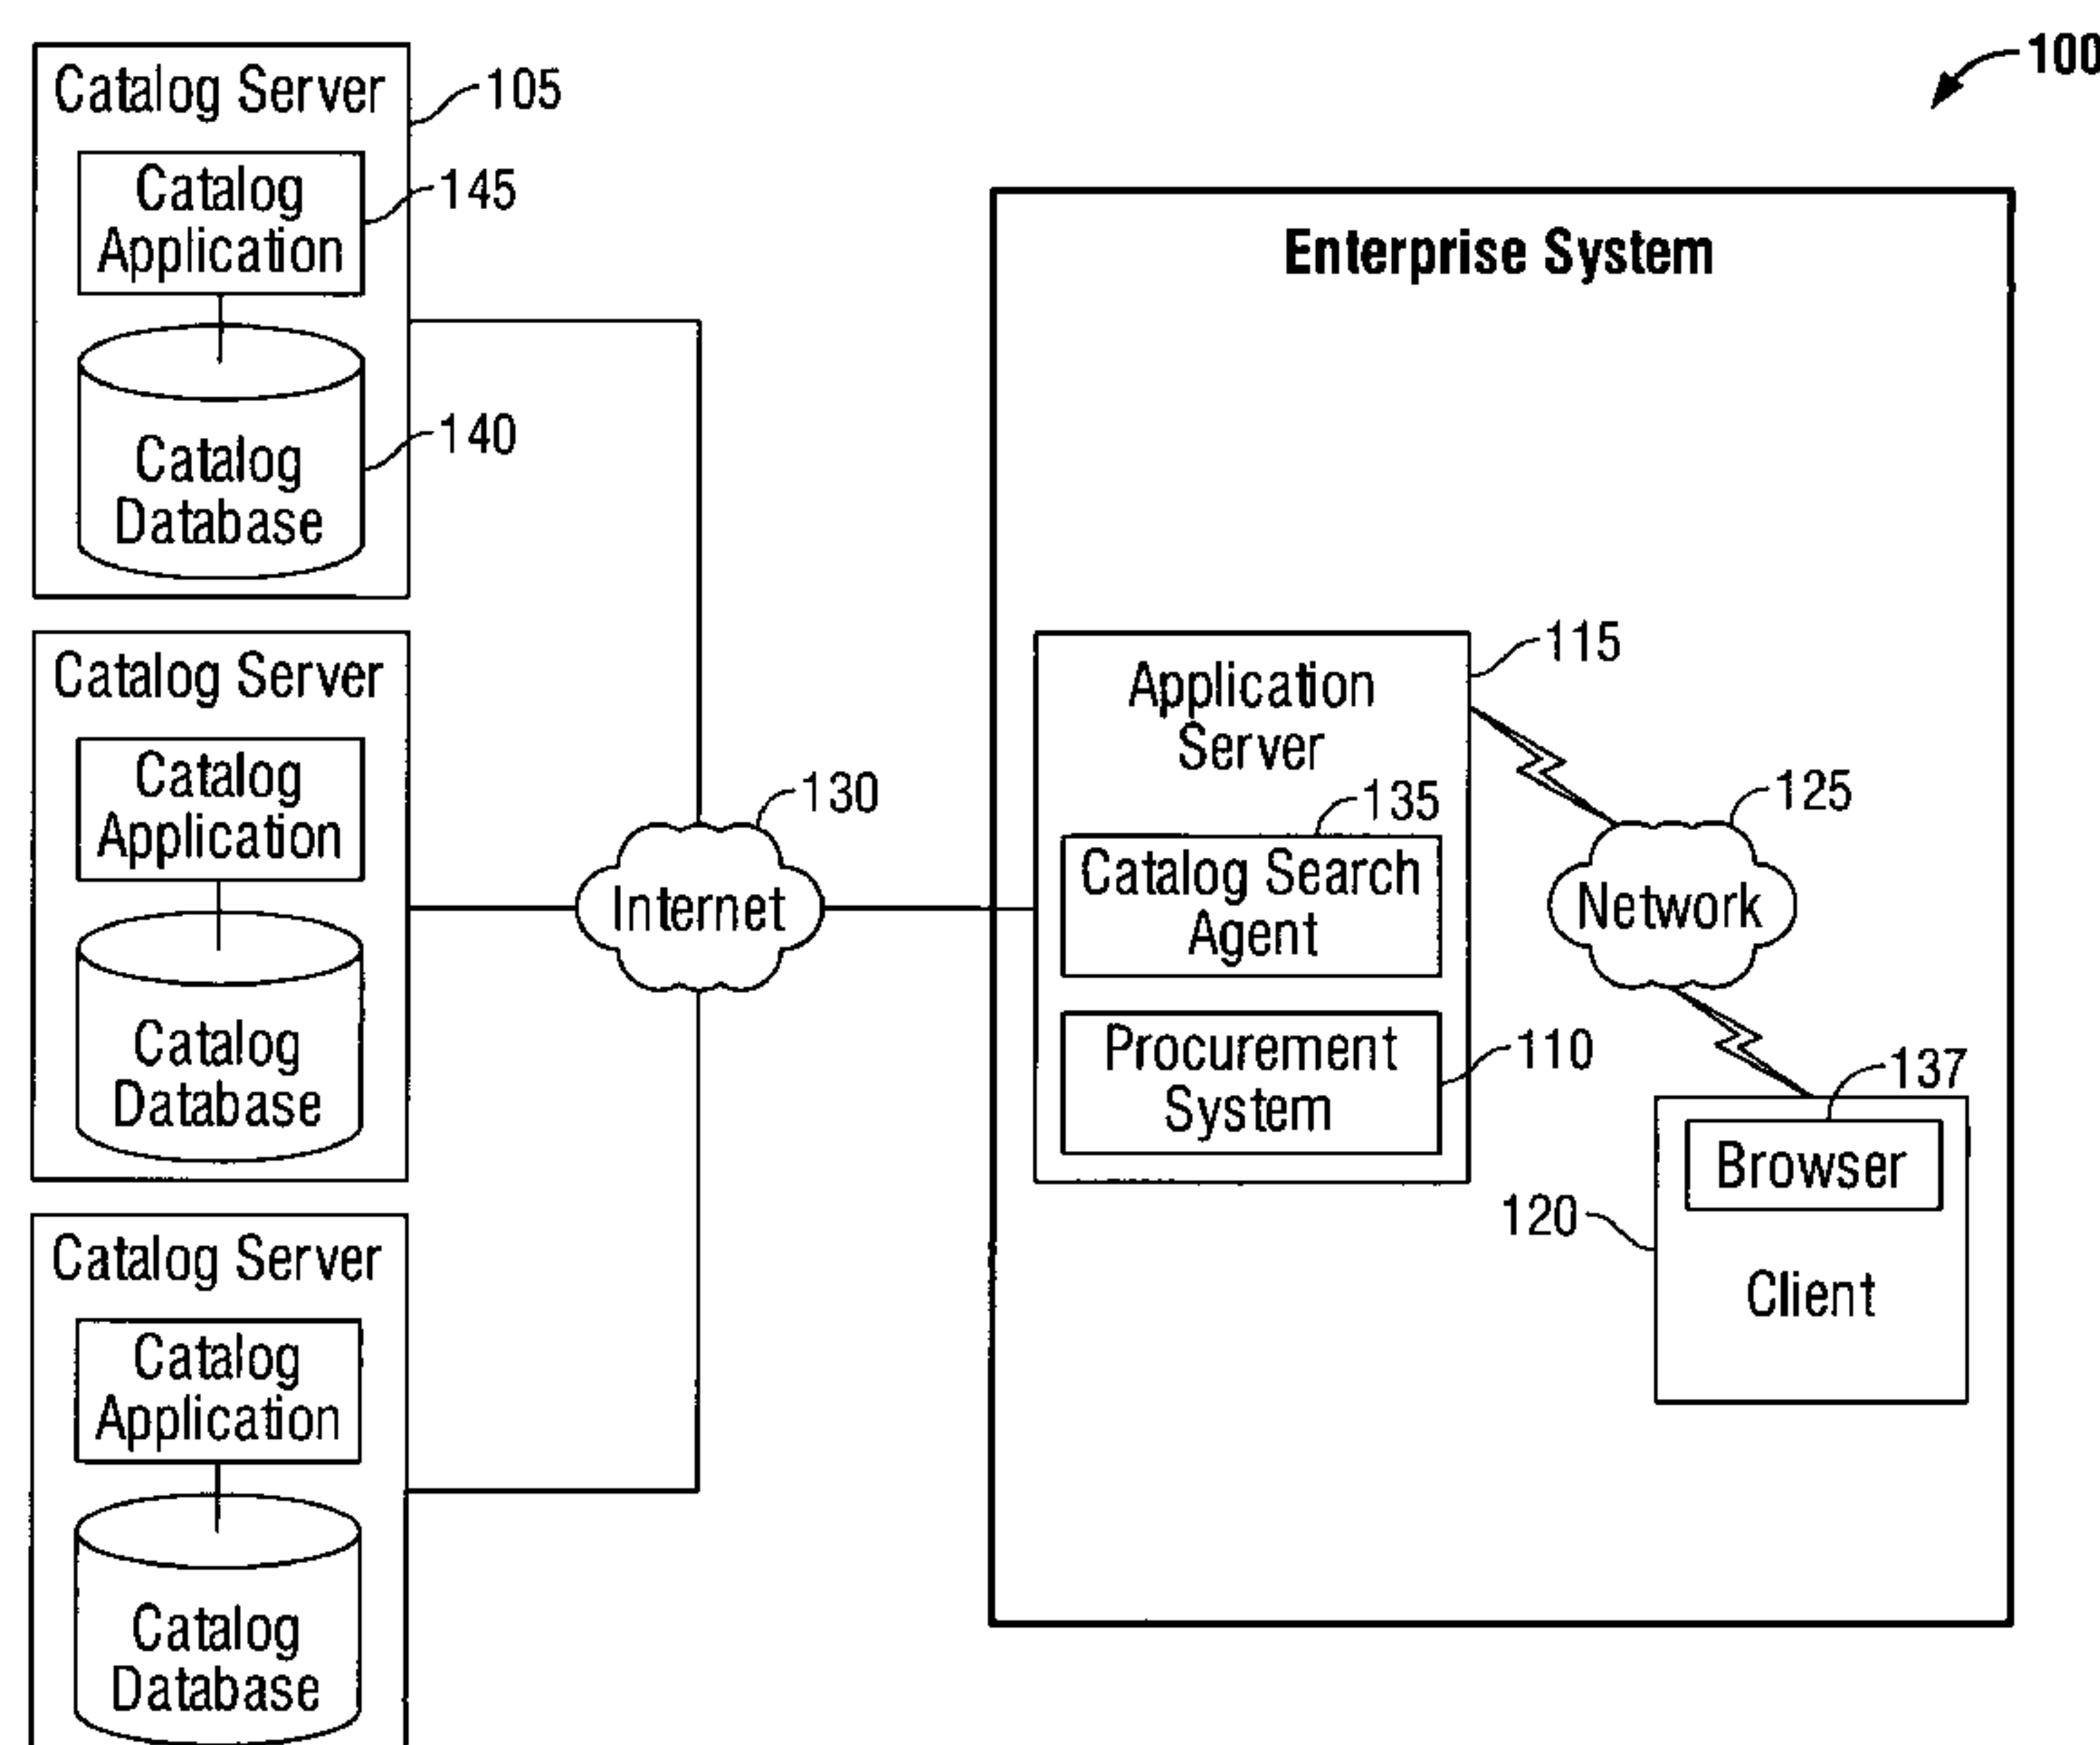 100
Catalog Server
105
Catalog
Application
145
Catalog
Database
140
Catalog Server
Catalog
Application
Catalog
Database
Catalog Server
Catalog
Application
Catalog
Database
Internet
130
Enterprise System
Application
Server
115
135
Catalog Search
Agent
Procurement
System
110
Network
125
137
Browser
120
Client